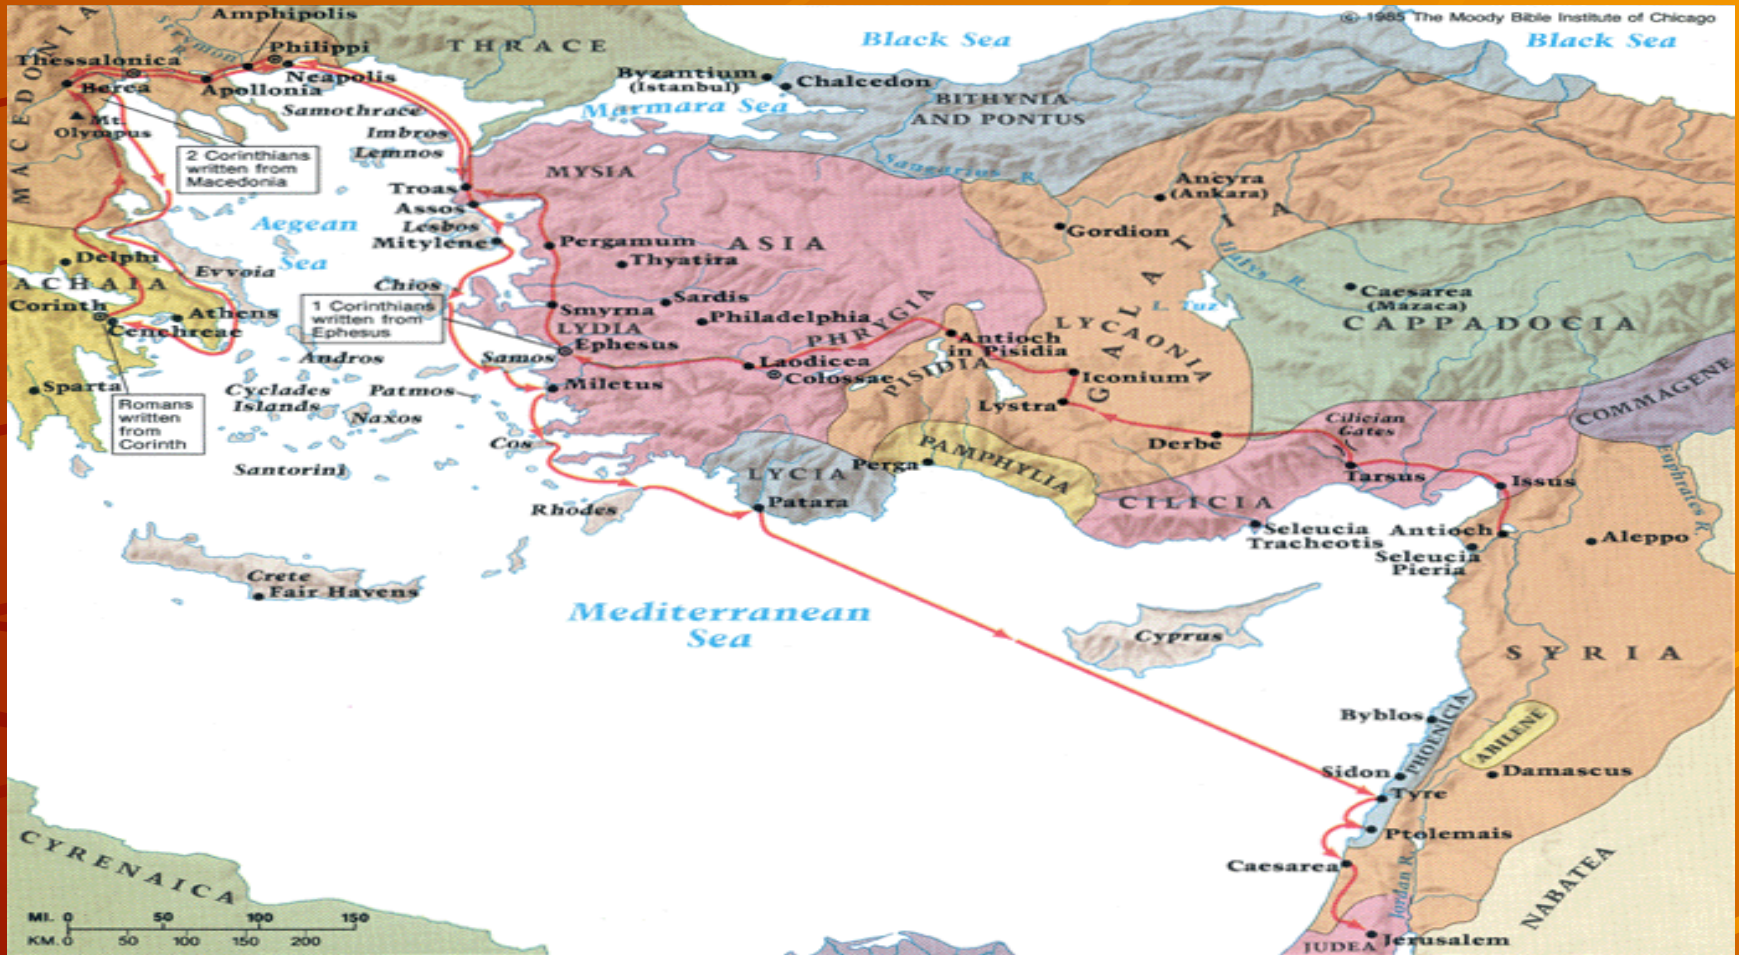 © 1985 The Moody Bible Institute of Chicago
Amphipolis
Strymon R.
Philippi
THRACE
Black Sea
Black Sea
Thessalonica
Neapolis
Byzantium
(Istanbul)
Chalcedon
Berea
Apollonia
MACEDONIA
Samothrace
Marmara Sea
BITHYNIA
AND PONTUS
Mt.
Olympus
Imbros
Lemnos
2 Corinthians
written from
Macedonia
MYSIA
Sangarius R.
Troas
Ancyra
(Ankara)
Assos
Lesbos
Aegean
Sea
Mitylene
Pergamum
ASIA
Gordion
GALATIA
Halys R.
Delphi
Thyatira
Evvoia
ACHAIA
Chios
Sardis
Caesarea
(Mazaca)
Corinth
Athens
1 Corinthians
written from
Ephesus
Smyrna
Philadelphia
PHRYGIA
L. Tuz
CAPPADOCIA
Cenchreae
LYDIA
Ephesus
LYCAONIA
Antioch
in Pisidia
Andros
Samos
Laodicea
Colossae
PISIDIA
Iconium
COMMAGENE
Sparta
Cyclades
Islands
Patmos
Miletus
Lystra
Romans
written
from
Corinth
Naxos
Cilician
Gates
Cos
Derbe
Santorini
LYCIA
Perga
PAMPHYLIA
Tarsus
Issus
Euphrates R.
Rhodes
Patara
CILICIA
Seleucia
Tracheotis
Antioch
Aleppo
Seleucia
Pieria
Crete
Fair Havens
Mediterranean
Sea
Cyprus
SYRIA
Byblos
PHOENICIA
ABILENE
Sidon
Damascus
Tyre
Ptolemais
CYRENAICA
Caesarea
Jordan R.
NABATEA
MI. 0 50 100 150
KM. 0 50 100 150 200
JUDEA
Jerusalem